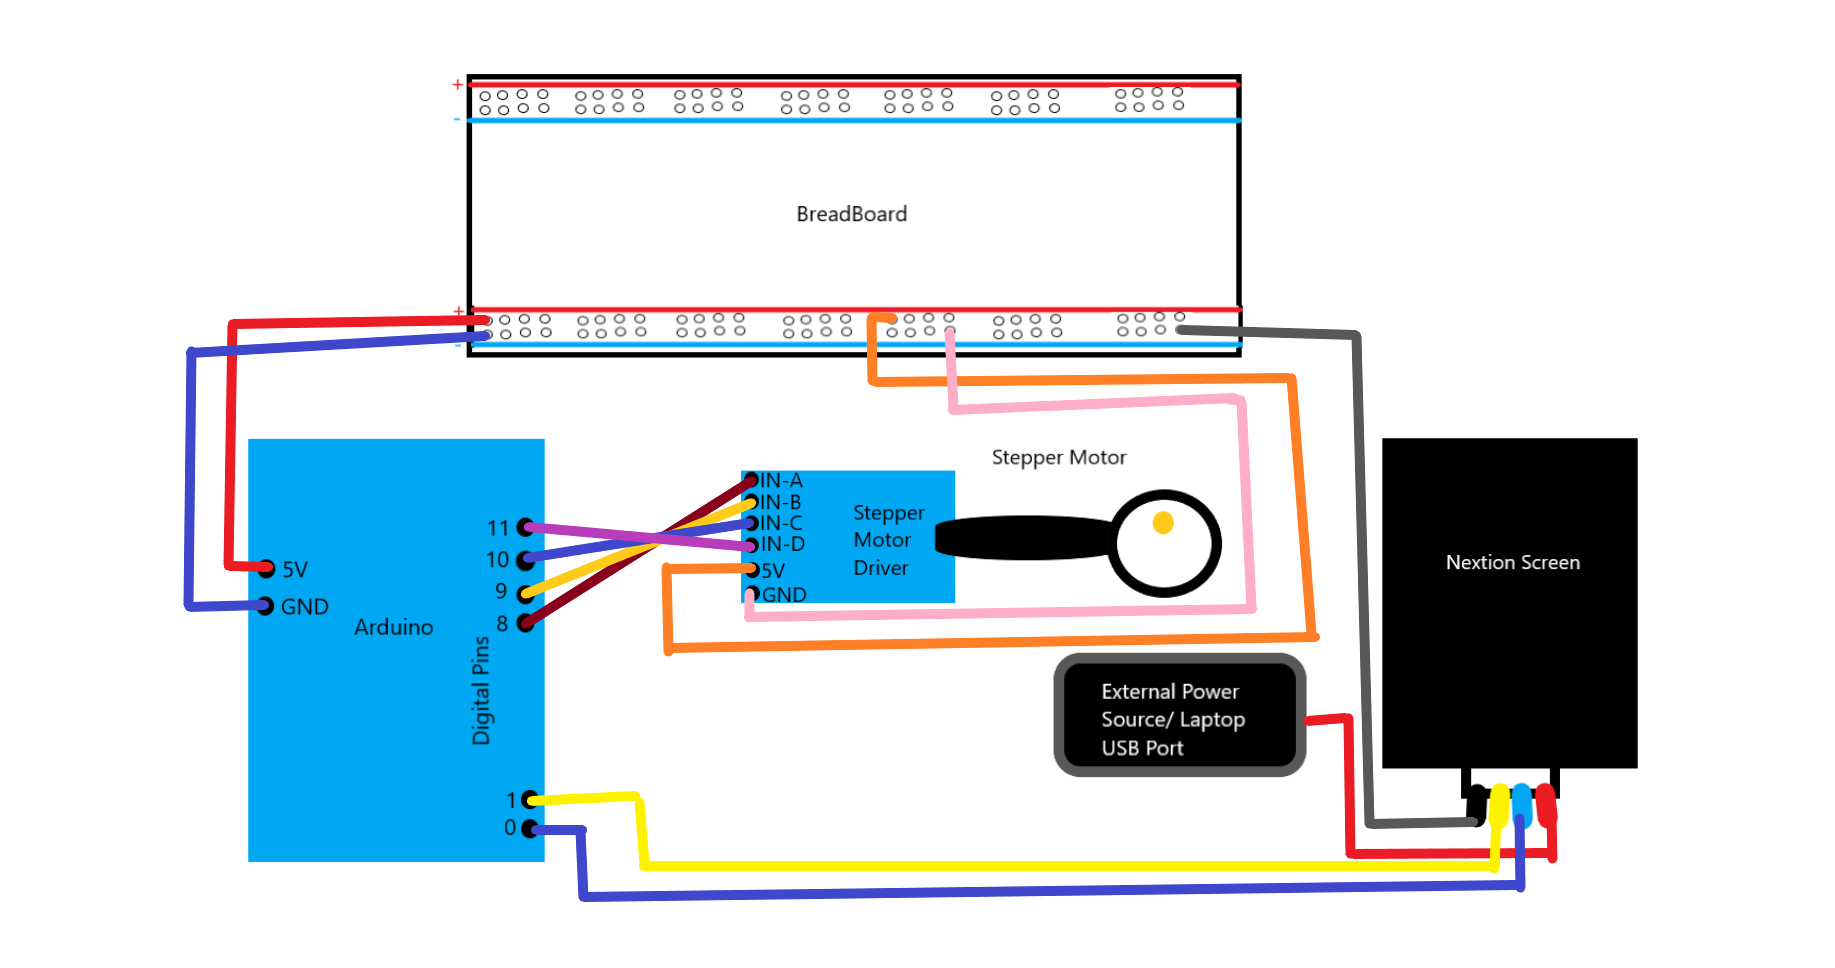 +
-
BreadBoard
+
-
Stepper Motor
IN-A
IN-B
IN-C
IN-D
5V
GND
Stepper
Motor
Driver
11
10
9
8
5V
GND
Arduino
Digital Pins
1
0
Nextion Screen
External Power
Source/ Laptop
USB Port